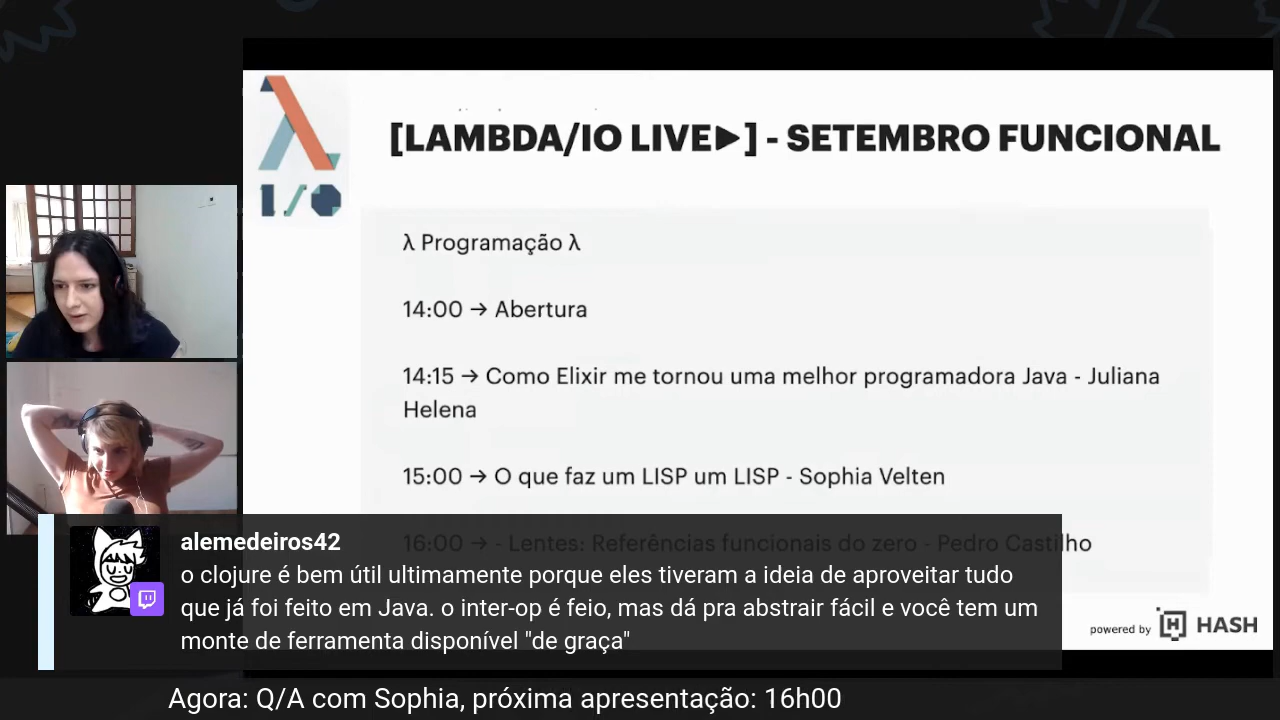 [LAMBDA/IO LIVE▶] - SETEMBRO FUNCIONAL
I/O
λ Programação λ
14:00 → Abertura
14:15 → Como Elixir me tornou uma melhor programadora Java - Juliana
Helena
15:00 → O que faz um LISP um LISP - Sophia Velten
16:00 → - Lentes: Referências funcionais do zero - Pedro Castilho
alemedeiros42
o clojure é bem útil ultimamente porque eles tiveram a ideia de aproveitar tudo
que já foi feito em Java. o inter-op é feio, mas dá pra abstrair fácil e você tem um
monte de ferramenta disponível "de graça"
powered by HASH
Agora: Q/A com Sophia, próxima apresentação: 16h00